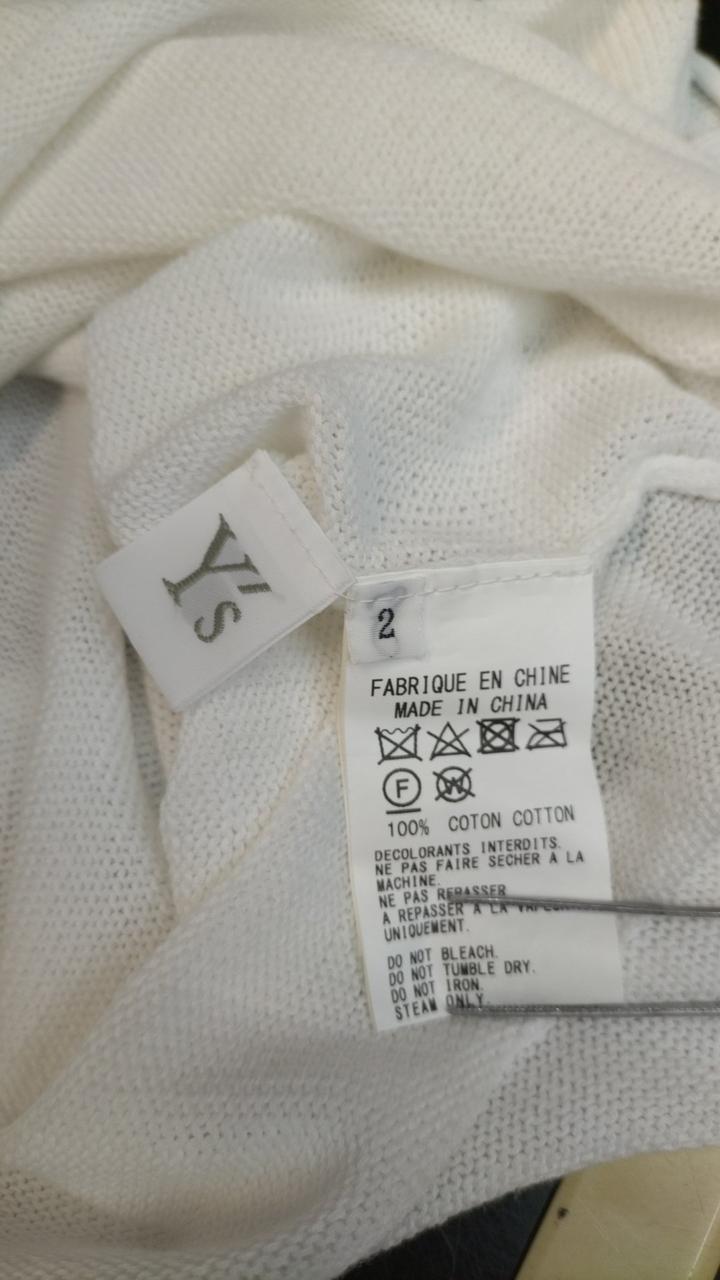 Y's
2
FABRIQUE EN CHINE
MADE IN CHINA
F
W
100% COTON COTTON
DECOLORANTS INTERDITS.
NE PAS FAIRE SECHER A LA
MACHINE.
NE PAS REPASSER
A REPASSER A LA
UNIQUEMENT.
DO NOT BLEACH.
DO NOT TUMBLE DRY.
DO NOT IRON.
STEAM ONLY.